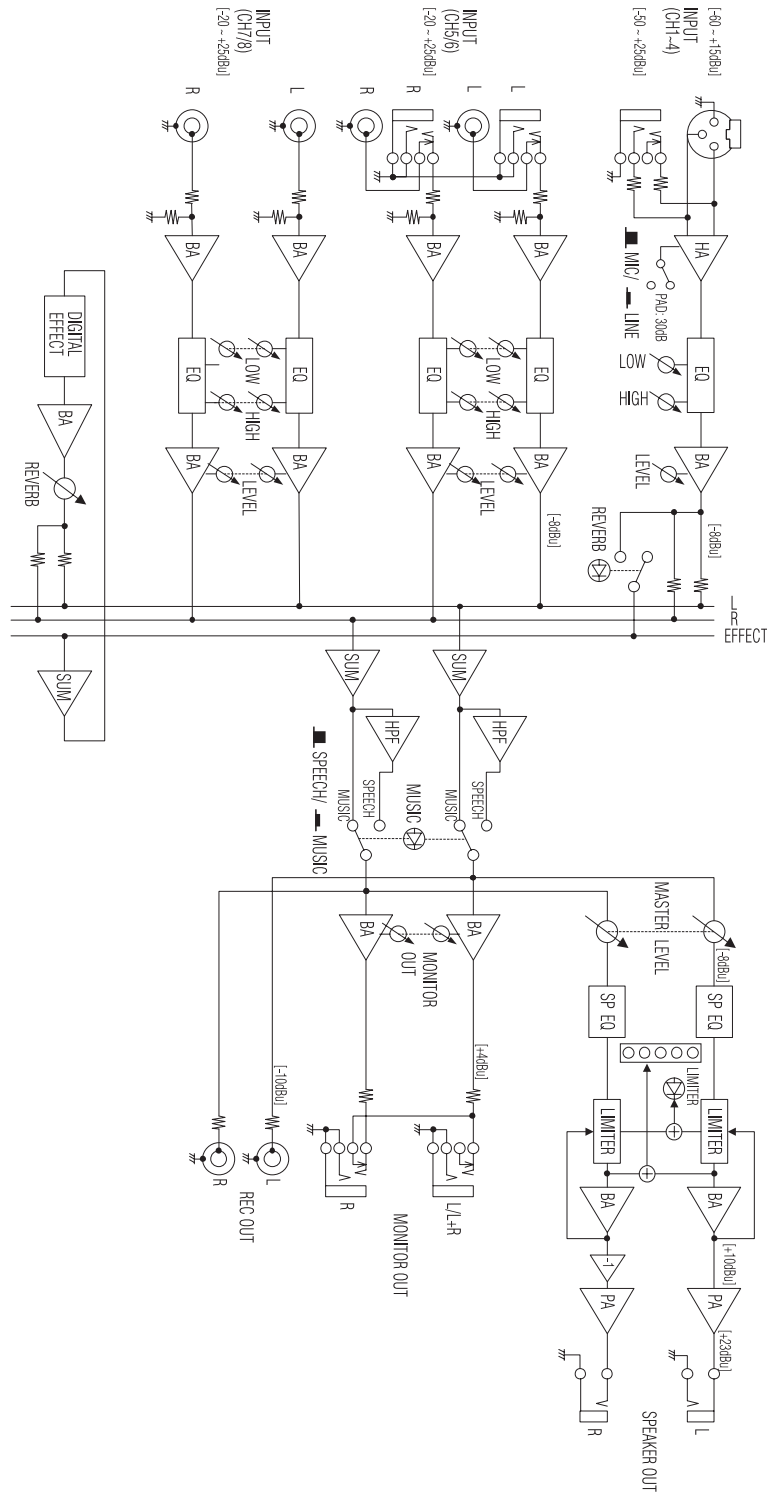 [-60 ~ +15dBu]
INPUT
(CH1~4)
[-50 ~ +25dBu]
HA
PAD: 30dB
MIC/
LINE
LOW
HIGH
EQ
BA
LEVEL
[-8dBu]
REVERB
INPUT
(CH5/6)
[-20 ~ +25dBu]
L
L
R
R
BA
BA
EQ
EQ
LOW
HIGH
BA
BA
LEVEL
[-8dBu]
INPUT
(CH7/8)
[-20 ~ +25dBu]
L
R
BA
BA
EQ
EQ
LOW
HIGH
BA
BA
LEVEL
DIGITAL
EFFECT
BA
REVERB
L
R
EFFECT
SUM
SUM
SUM
HPF
HPF
SPEECH
MUSIC
MUSIC
SPEECH
MUSIC
SPEECH/
MUSIC
MASTER
LEVEL
[-8dBu]
SP EQ
SP EQ
LIMITER
LIMITER
LIMITER
BA
BA
[+10dBu]
-1
PA
PA
[+23dBu]
L
R
SPEAKER OUT
BA
BA
MONITOR
OUT
[+4dBu]
L/L+R
R
MONITOR OUT
[-10dBu]
L
R
REC OUT